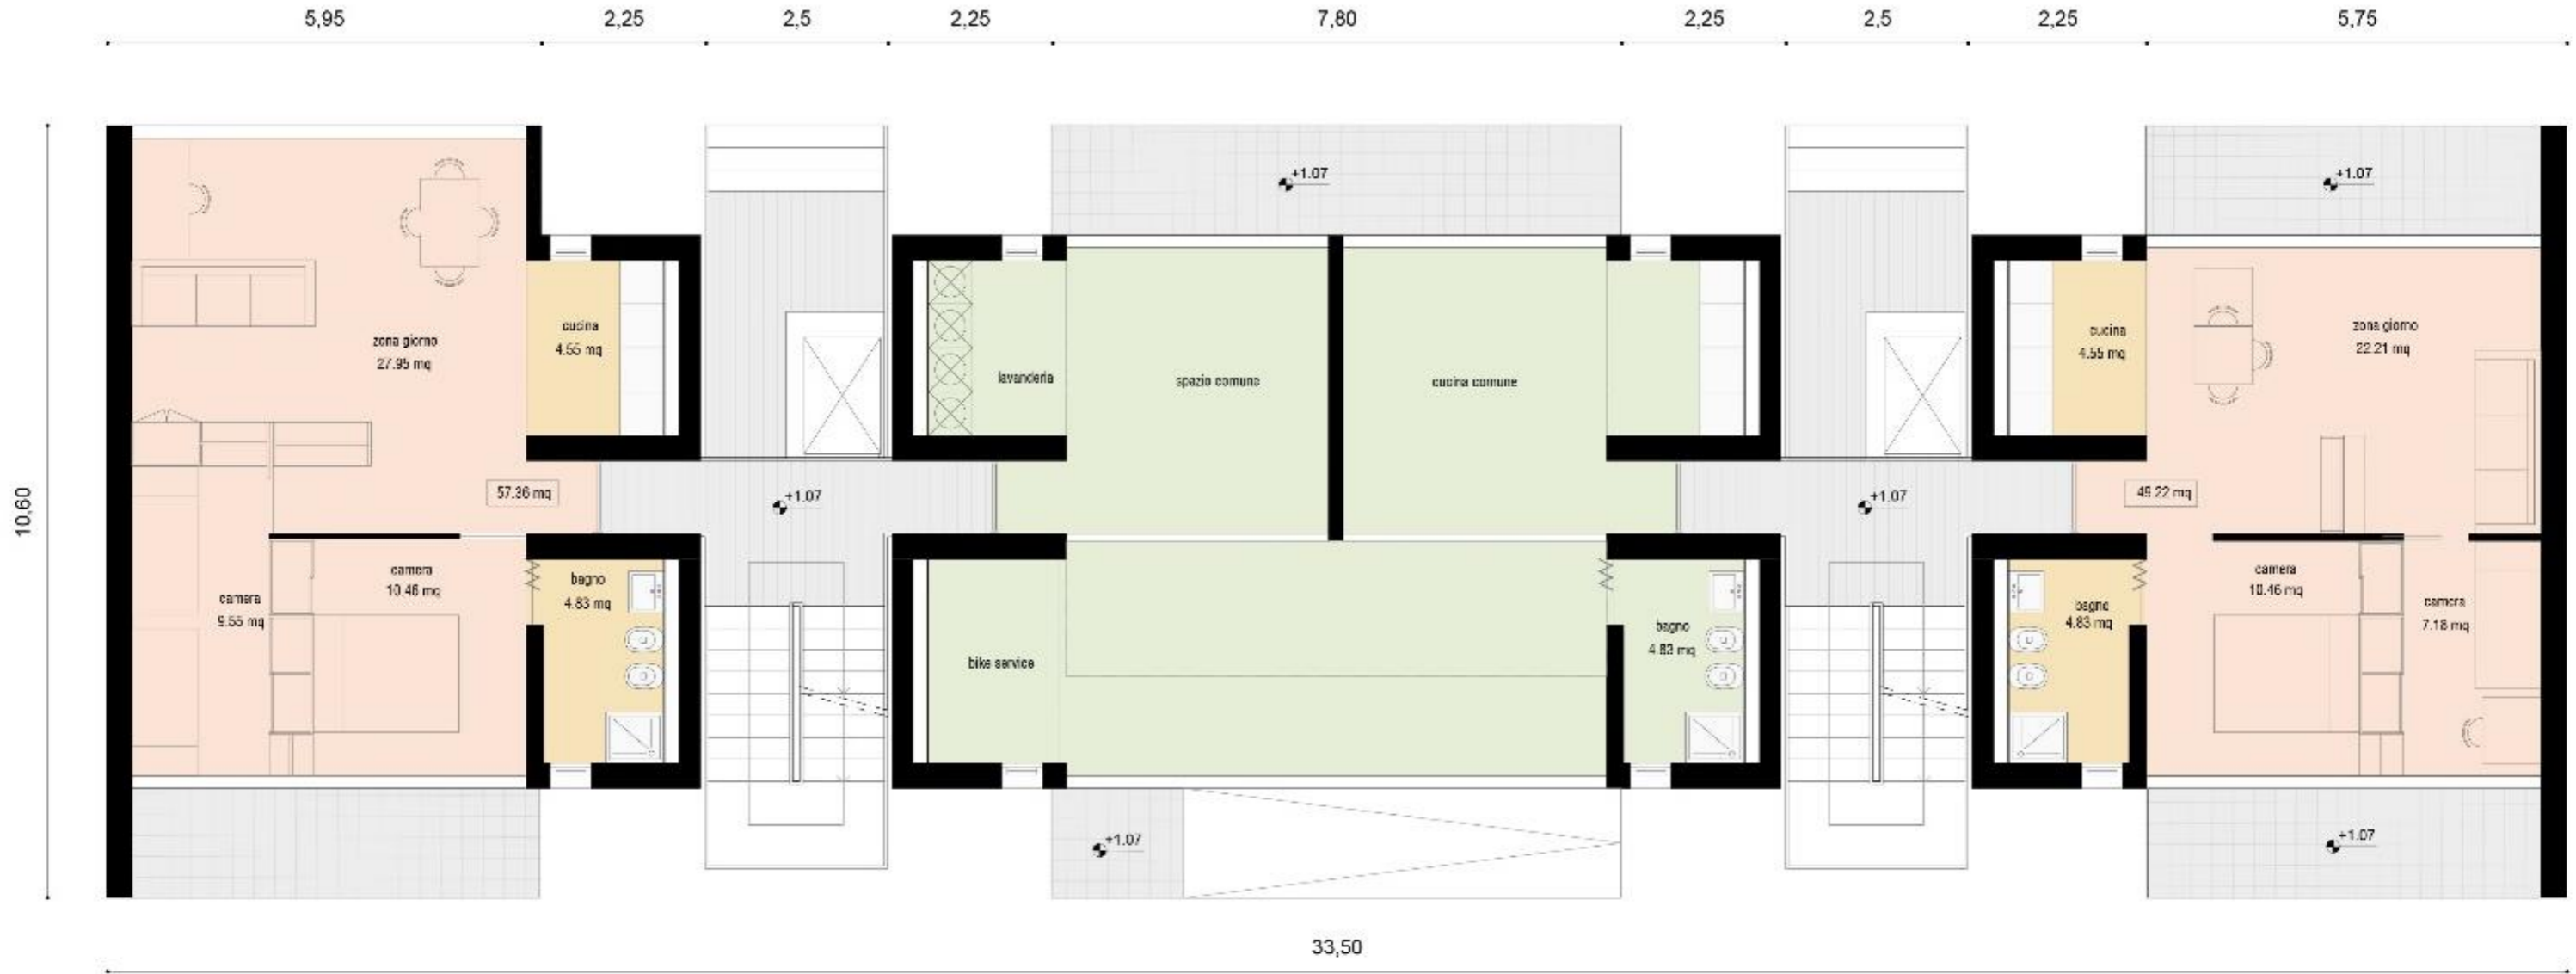 5,95
2,25
2,5
2,25
7,80
2,25
2,5
2,25
5,75
10,60
+1.07
+1.07
zona giorno
27.95 mq
cucina
4.55 mq
lavanderia
spazio comune
cucina comune
cucina
4.55 mq
zona giorno
22.21 mq
57.36 mq
+1.07
+1.07
49.22 mq
camera
9.55 mq
camera
10.46 mq
bagno
4.83 mq
bike service
bagno
4.83 mq
bagno
4.83 mq
camera
10.46 mq
camera
7.18 mq
+1.07
+1.07
33,50